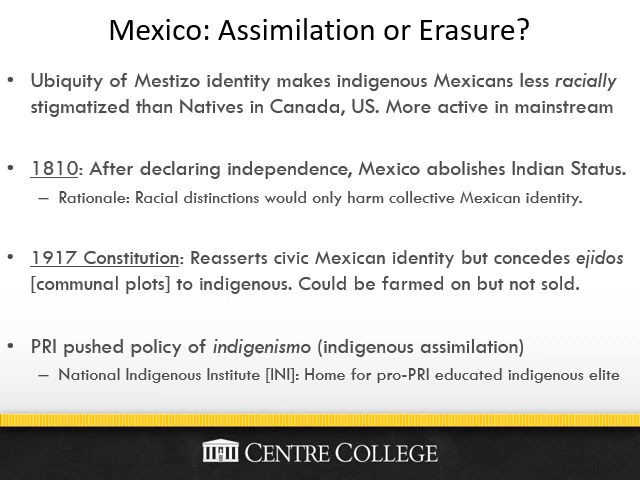 Mexico: Assimilation or Erasure?
• Ubiquity of Mestizo identity makes indigenous Mexicans less racially
stigmatized than Natives in Canada, US. More active in mainstream
• 1810: After declaring independence, Mexico abolishes Indian Status.
– Rationale: Racial distinctions would only harm collective Mexican identity.
• 1917 Constitution: Reasserts civic Mexican identity but concedes ejidos
[communal plots] to indigenous. Could be farmed on but not sold.
• PRI pushed policy of indigenismo (indigenous assimilation)
– National Indigenous Institute [INI]: Home for pro-PRI educated indigenous elite
CENTRE COLLEGE